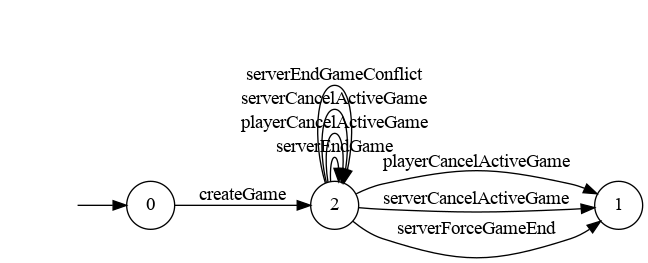 serverEndGameConflict
serverCancelActiveGame
playerCancelActiveGame
serverEndGame
playerCancelActiveGame
createGame
serverCancelActiveGame
0
2
1
serverForceGameEnd